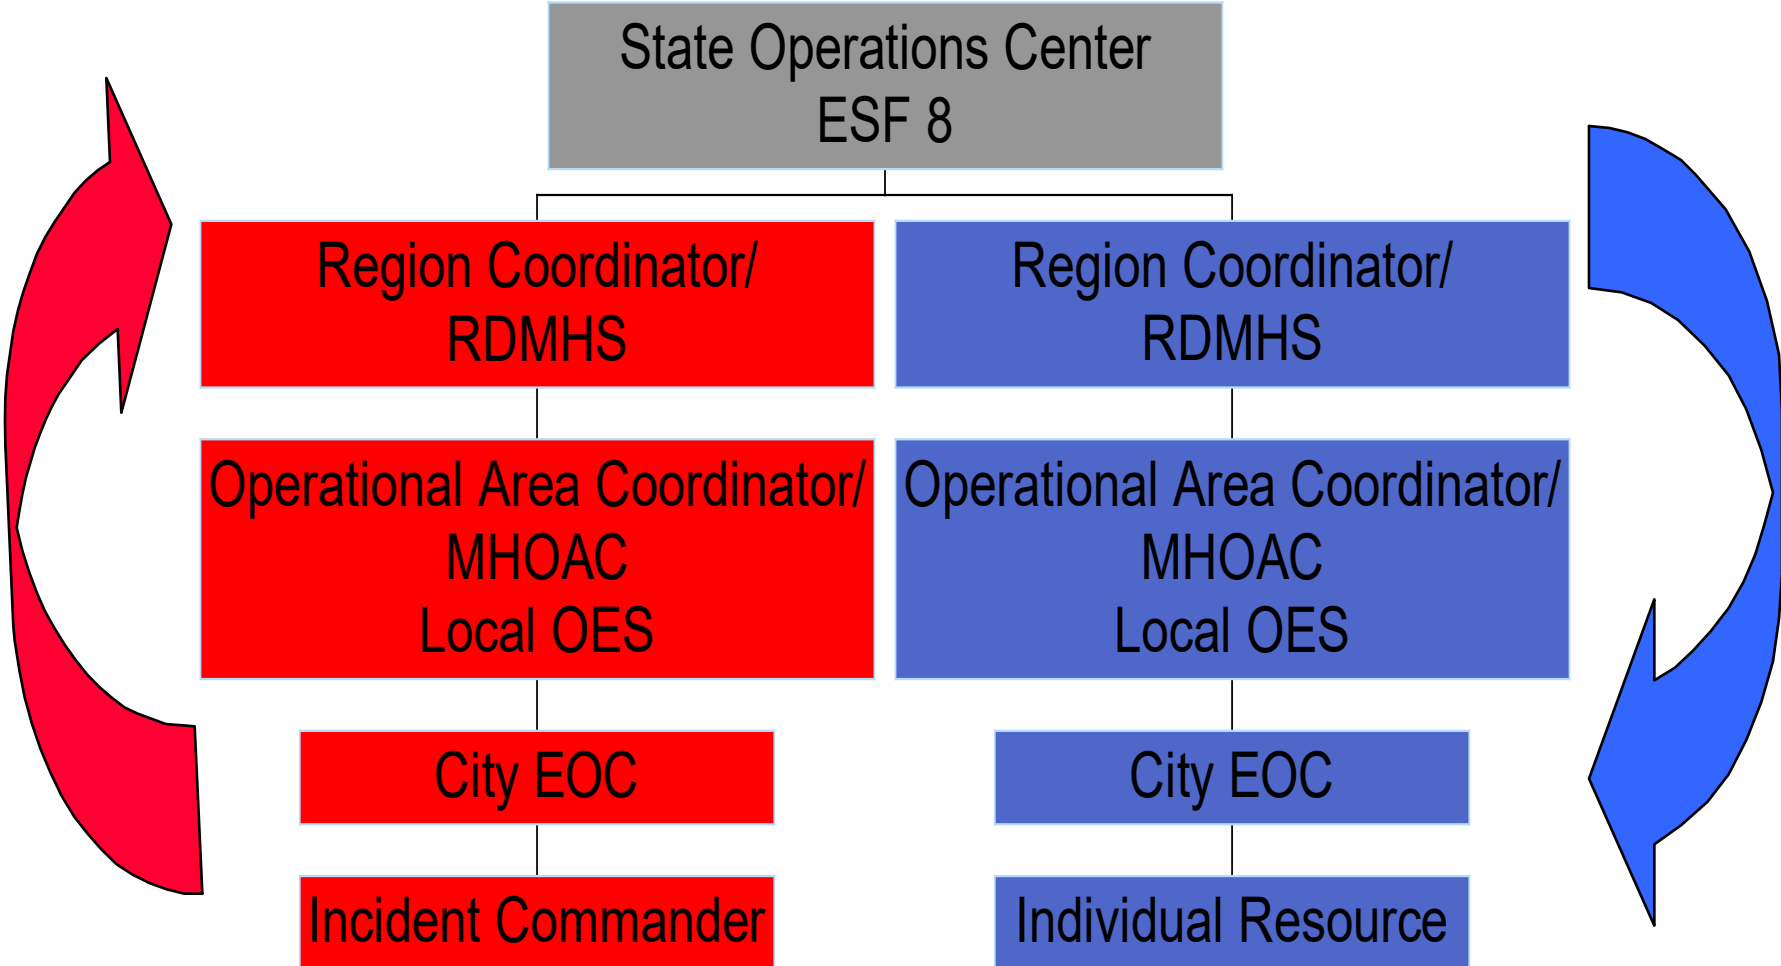 State Operations Center
ESF 8
Region Coordinator/
RDMHS
Operational Area Coordinator/
MHOAC
Local OES
City EOC
Incident Commander
Region Coordinator/
RDMHS
Operational Area Coordinator/
MHOAC
Local OES
City EOC
Individual Resource